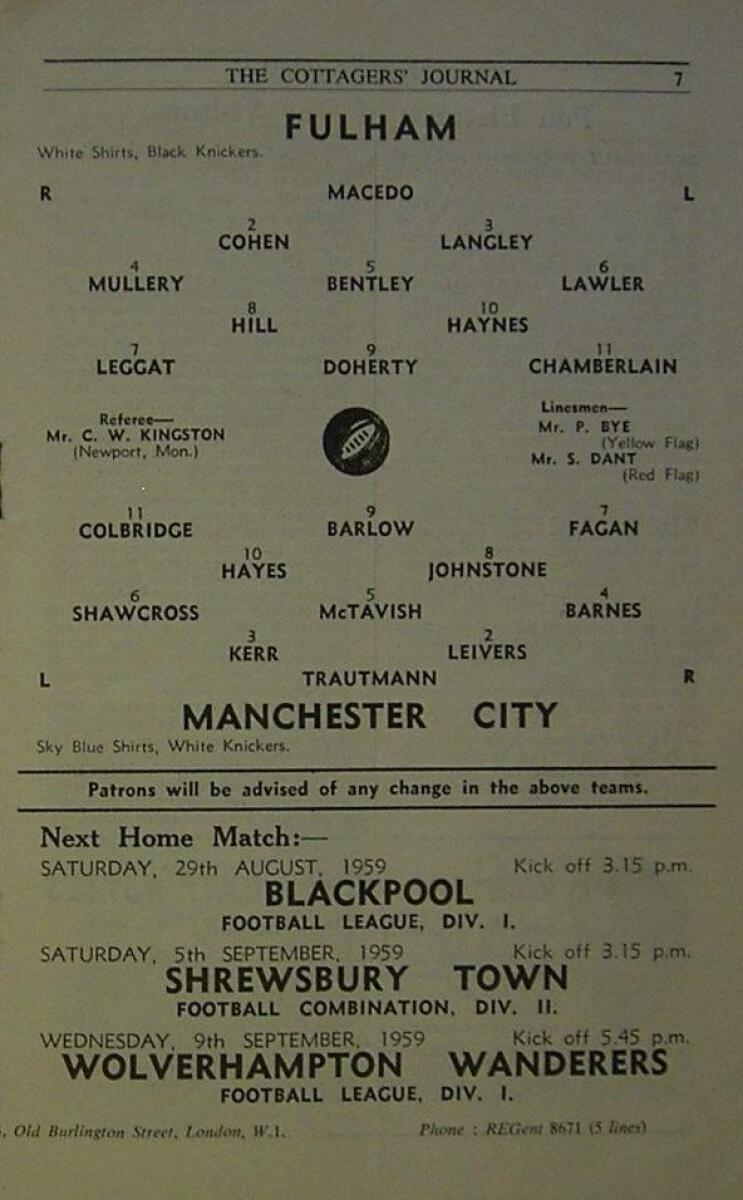 THE COTTAGERS' JOURNAL 7
FULHAM
White Shirts, Black Knickers.
R MACEDO L
2 3
COHEN LANGLEY
4 5 6
MULLERY BENTLEY LAWLER
8 10
HILL HAYNES
7 9 11
LEGGAT DOHERTY CHAMBERLAIN
Referee—
Mr. C. W. KINGSTON
(Newport, Mon.)
Linesmen—
Mr. P. BYE
(Yellow Flag)
Mr. S. DANT
(Red Flag)
11 9 7
COLBRIDGE BARLOW FAGAN
10 8
HAYES JOHNSTONE
6 5 4
SHAWCROSS McTAVISH BARNES
3 2
KERR LEIVERS
L TRAUTMANN R
MANCHESTER CITY
Sky Blue Shirts, White Knickers.
Patrons will be advised of any change in the above teams.
Next Home Match:—
SATURDAY, 29th AUGUST, 1959 Kick off 3.15 p.m.
BLACKPOOL
FOOTBALL LEAGUE, DIV. I.
SATURDAY, 5th SEPTEMBER, 1959 Kick off 3.15 p.m.
SHREWSBURY TOWN
FOOTBALL COMBINATION, DIV. II.
WEDNESDAY, 9th SEPTEMBER, 1959 Kick off 5.45 p.m.
WOLVERHAMPTON WANDERERS
FOOTBALL LEAGUE, DIV. I.
, Old Burlington Street, London, W.1. Phone : REGent 8671 (5 lines)